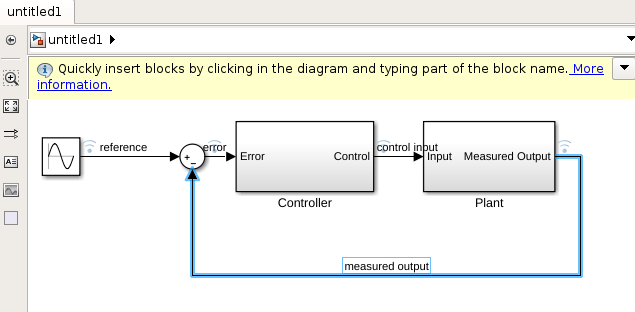 untitled1
untitled1
Quickly insert blocks by clicking in the diagram and typing part of the block name. More
information.
reference
error
control input
+
−
Error
Control
Input
Measured Output
Controller
Plant
measured output